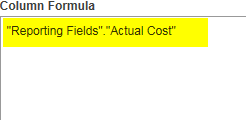 Column Formula
"Reporting Fields"."Actual Cost"